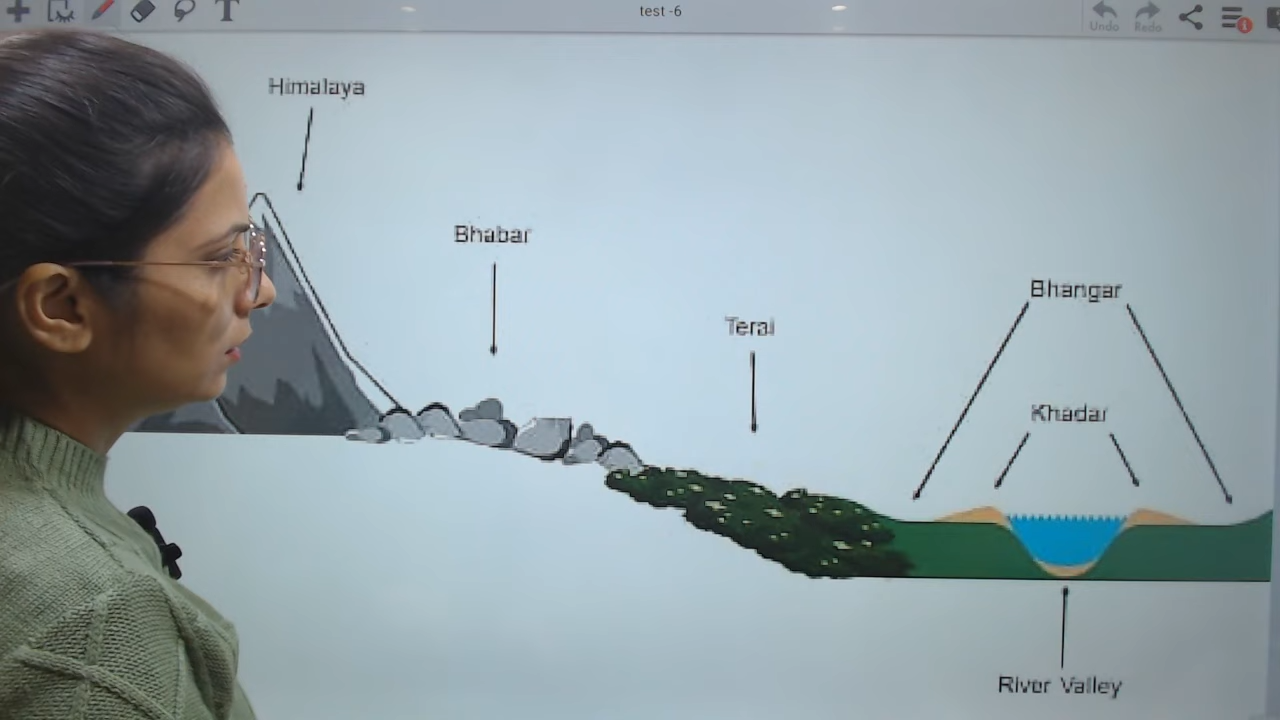 T
test -6
Undo
Redo
Himalaya
Bhabar
Terai
Bhangar
Khadar
River Valley